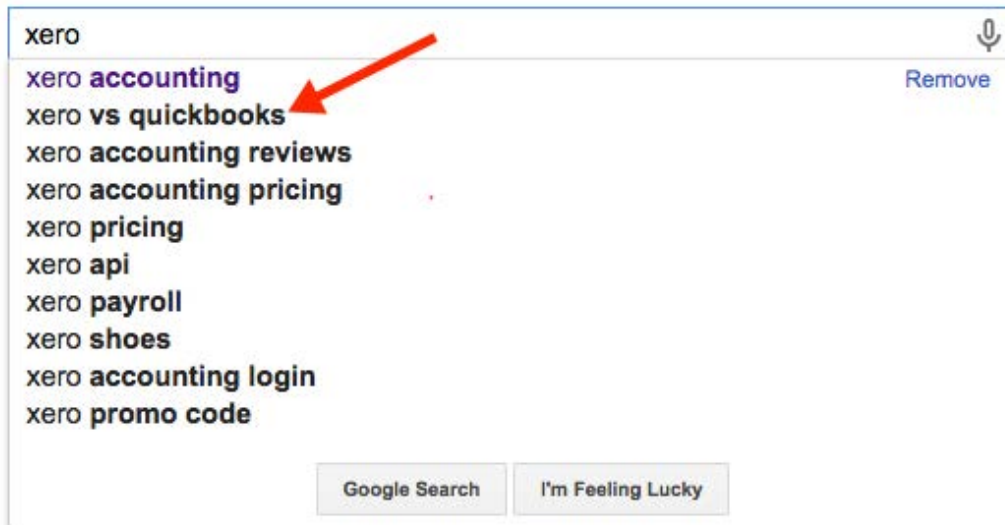 xero
xero accounting Remove
xero vs quickbooks
xero accounting reviews
xero accounting pricing
xero pricing
xero api
xero payroll
xero shoes
xero accounting login
xero promo code
Google Search I'm Feeling Lucky